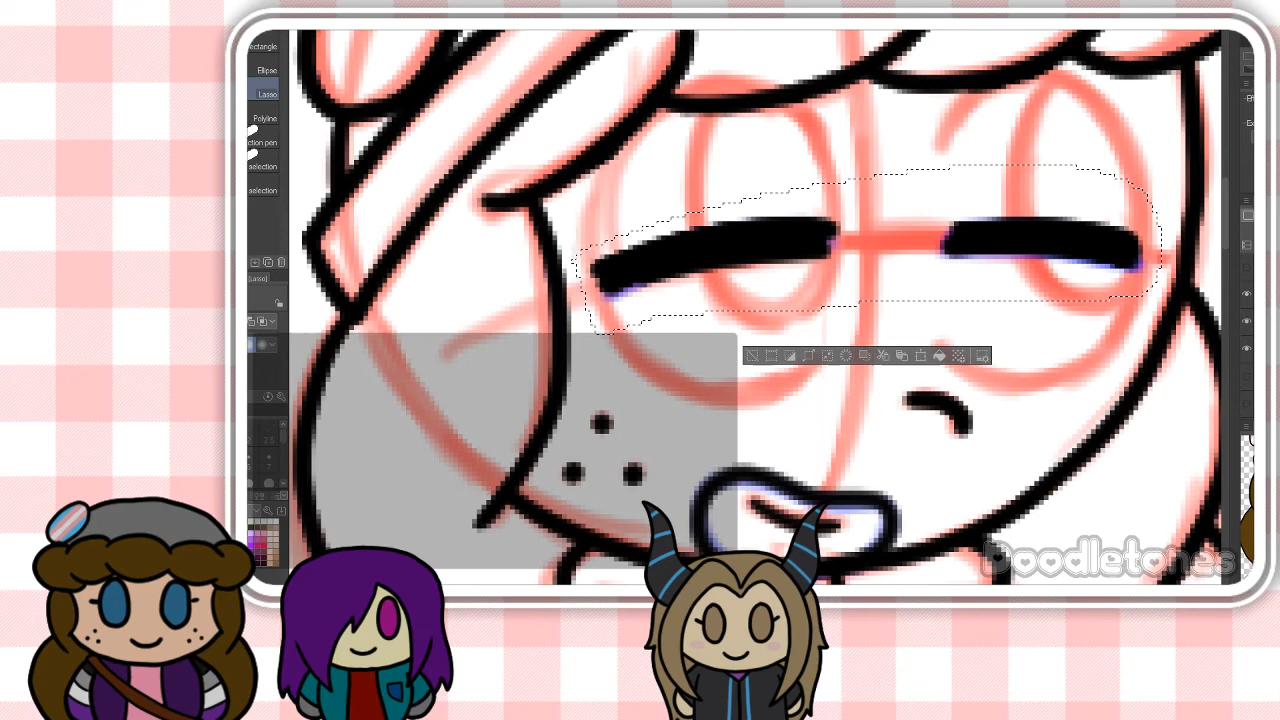 ectangle
Ellipse
Lasso
Polyline
ction pen
selection
selection
[Lasso]
Doodletones